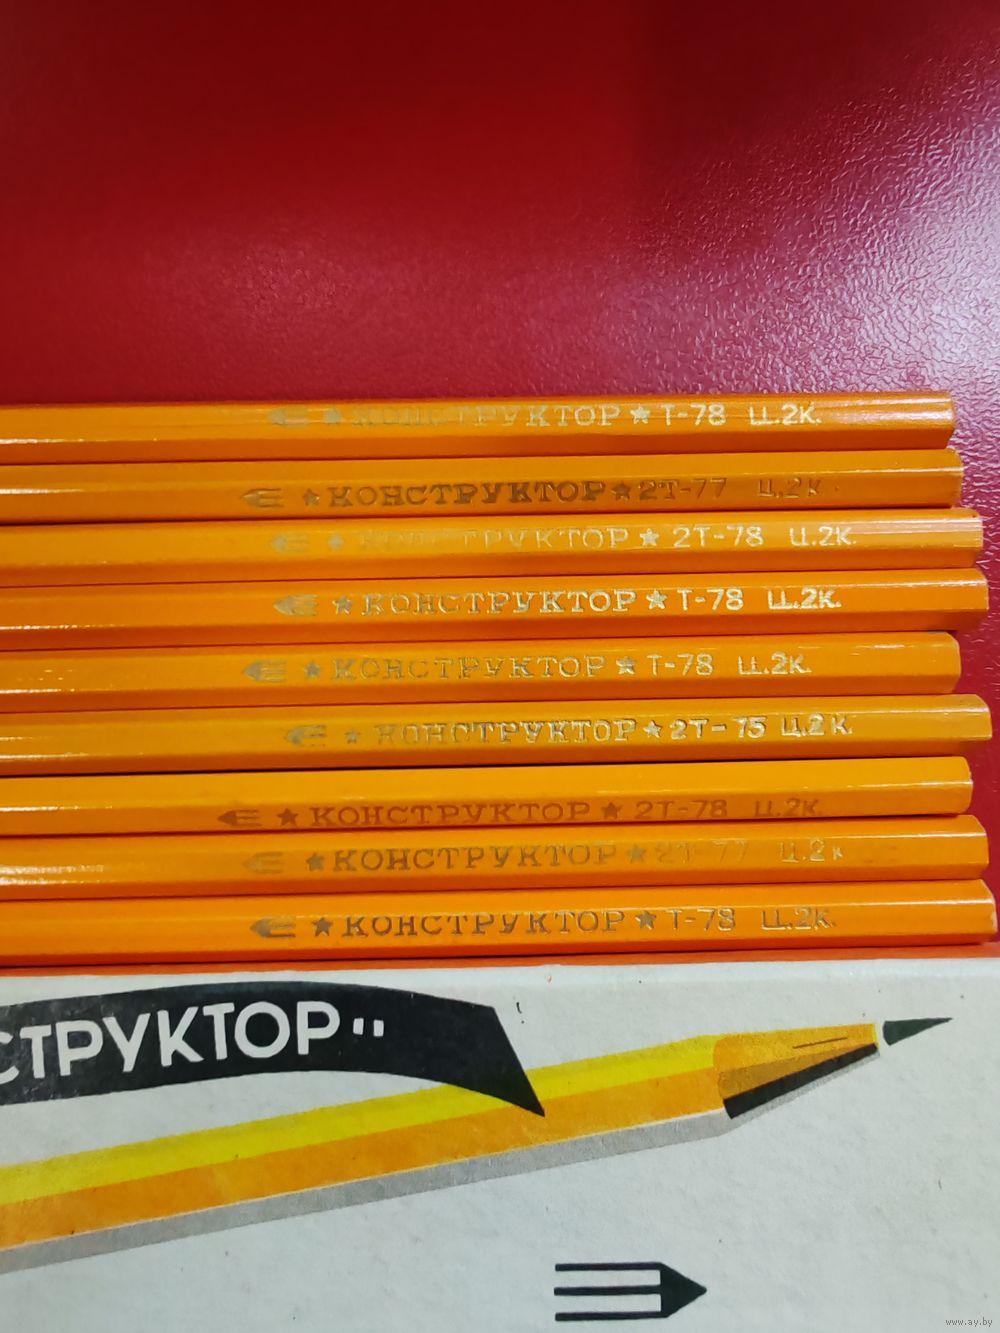 ★ КОНСТРУКТОР ★ Т-78 Ц.2К.
★ КОНСТРУКТОР ★ 2Т-77 Ц.2К.
★ КОНСТРУКТОР ★ 2Т-78 Ц.2К.
★ КОНСТРУКТОР ★ Т-78 Ц.2К.
★ КОНСТРУКТОР ★ Т-78 Ц.2К.
★ КОНСТРУКТОР ★ 2Т-75 Ц.2К.
★ КОНСТРУКТОР ★ 2Т-78 Ц.2К.
★ КОНСТРУКТОР ★ 2Т-77 Ц.2К
★ КОНСТРУКТОР ★ Т-78 Ц.2К.
СТРУКТОР"
www.ay.by